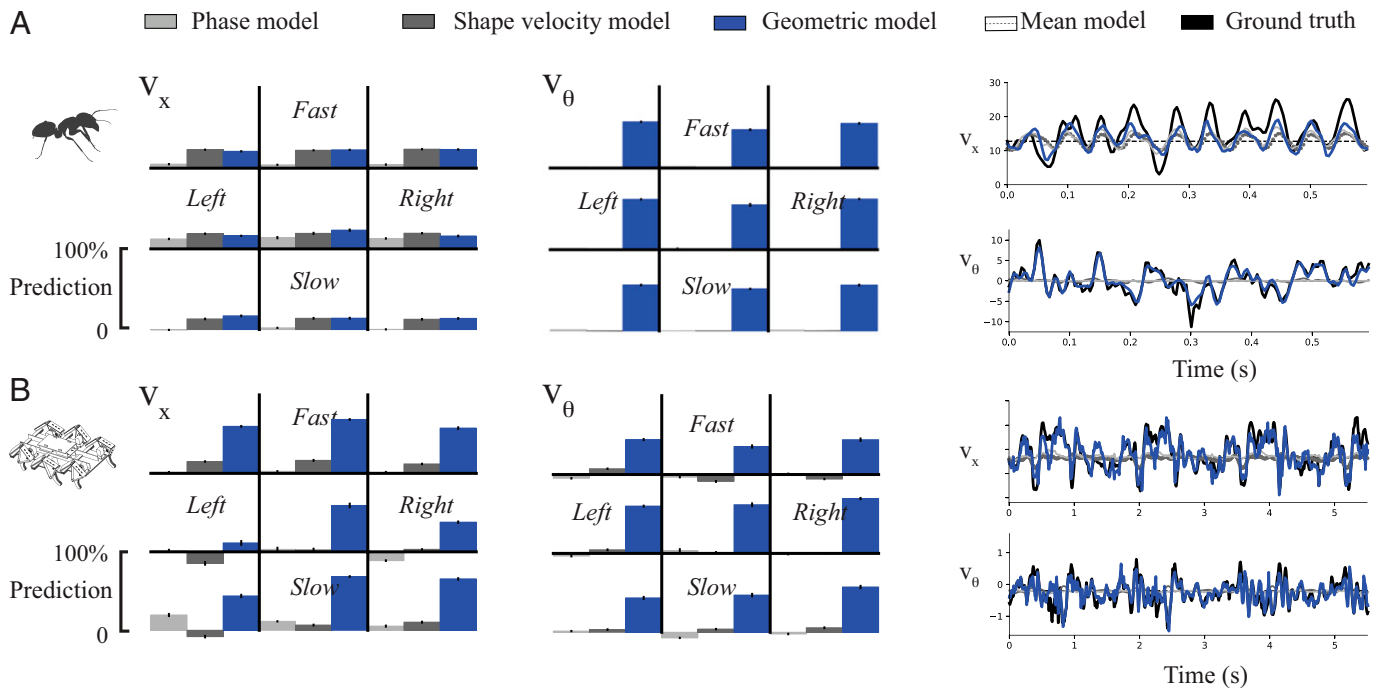 A
Phase model
Shape velocity model
Geometric model
Mean model
Ground truth
Vx
Fast
Left
Right
Slow
100%
Prediction
0
Vθ
Fast
Left
Right
Slow
vx
30
20
10
0
0.0 0.1 0.2 0.3 0.4 0.5
vθ
10
5
0
−5
−10
0.0 0.1 0.2 0.3 0.4 0.5
Time (s)
B
Vx
Fast
Left
Right
Slow
100%
Prediction
0
Vθ
Fast
Left
Right
Slow
vx
0 1 2 3 4 5
vθ
1
0
−1
0 1 2 3 4 5
Time (s)